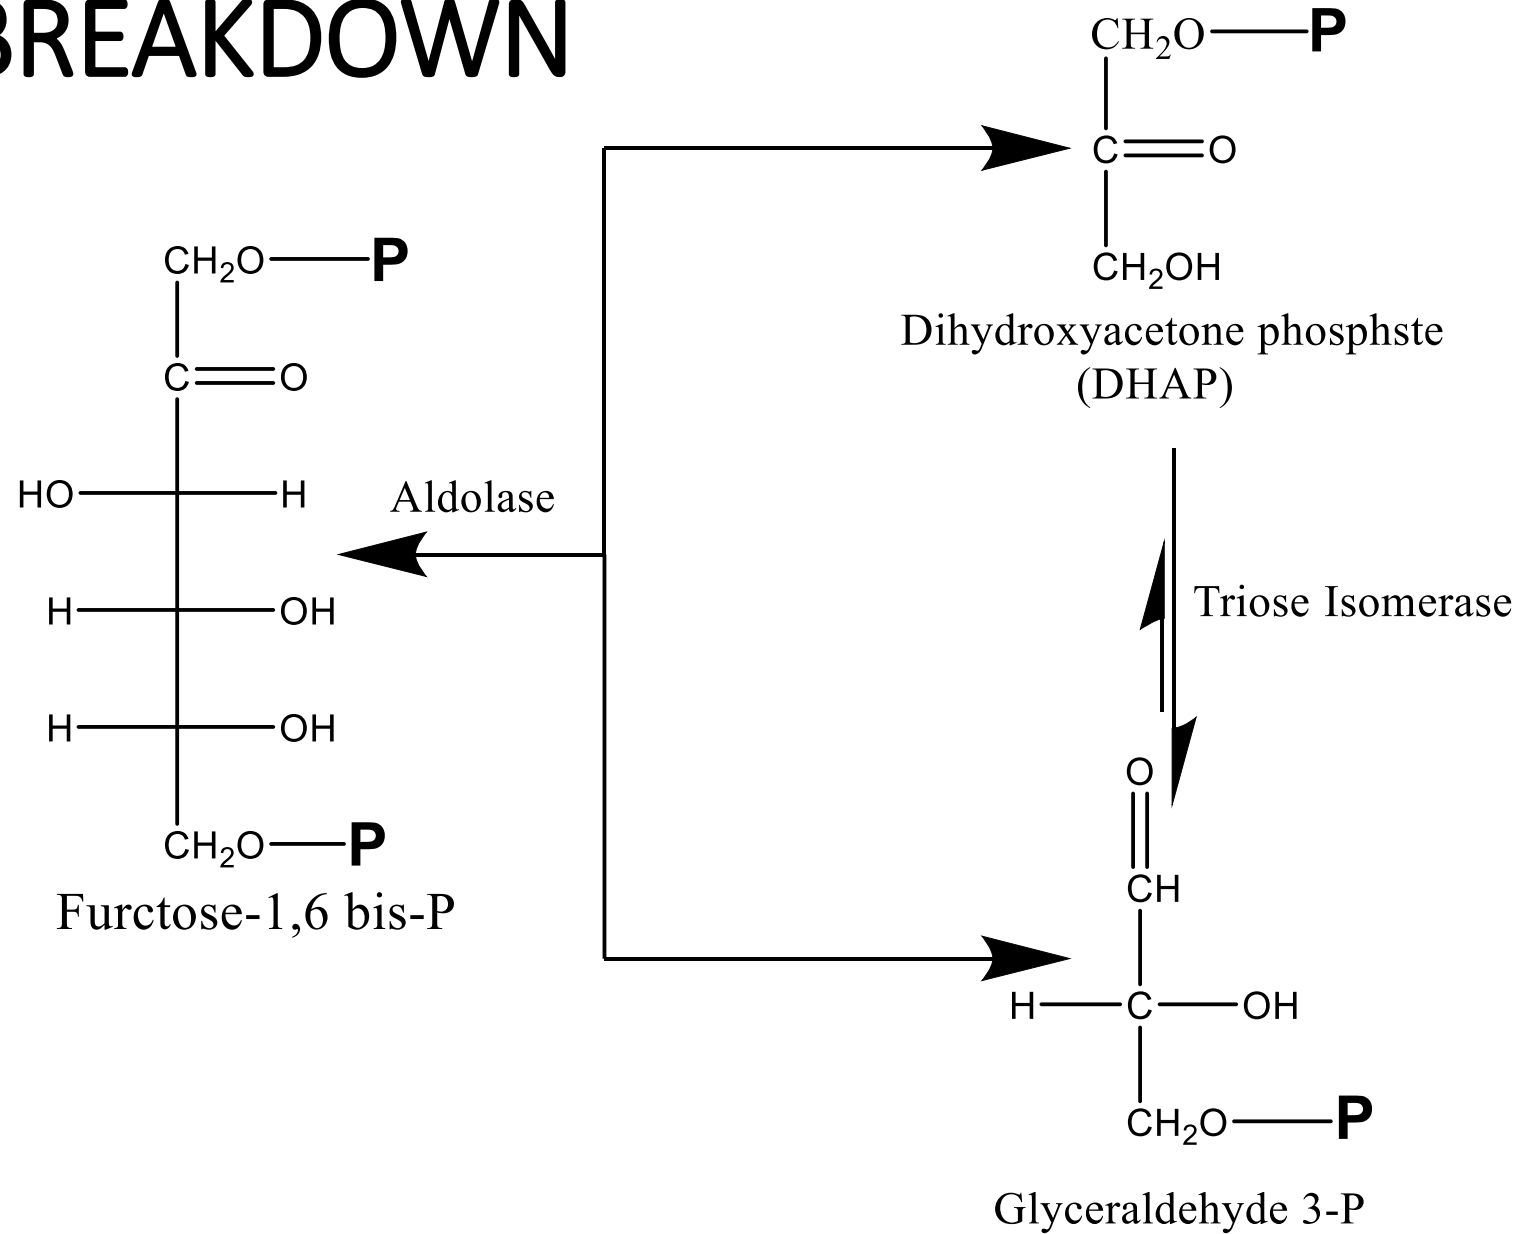 BREAKDOWN
CH₂O P
C O
CH₂OH
Dihydroxyacetone phosphste
(DHAP)
CH₂O P
C O
HO H
H OH
H OH
CH₂O P
Furctose-1,6 bis-P
Aldolase
Triose Isomerase
O
CH
H C OH
CH₂O P
Glyceraldehyde 3-P